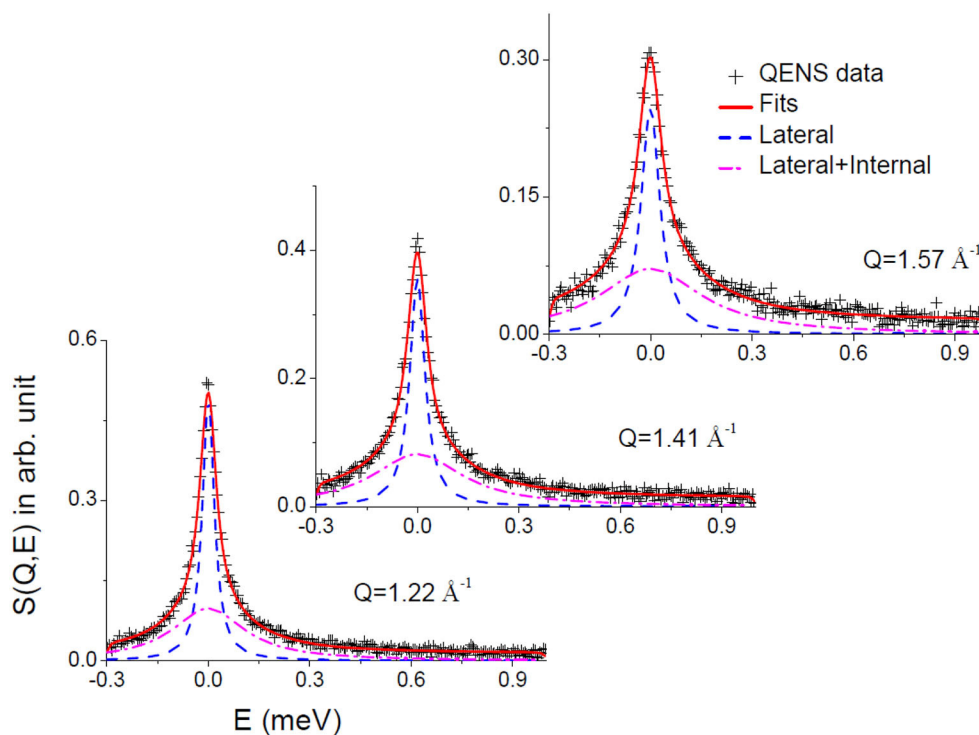 0.30
0.15
0.00
-0.3 0.0 0.3 0.6 0.9
QENS data
Fits
Lateral
Lateral+Internal
Q=1.57 Å⁻¹
0.4
0.2
0.0
-0.3 0.0 0.3 0.6 0.9
Q=1.41 Å⁻¹
0.6
0.3
0.0
-0.3 0.0 0.3 0.6 0.9
Q=1.22 Å⁻¹
S(Q,E) in arb. unit
E (meV)